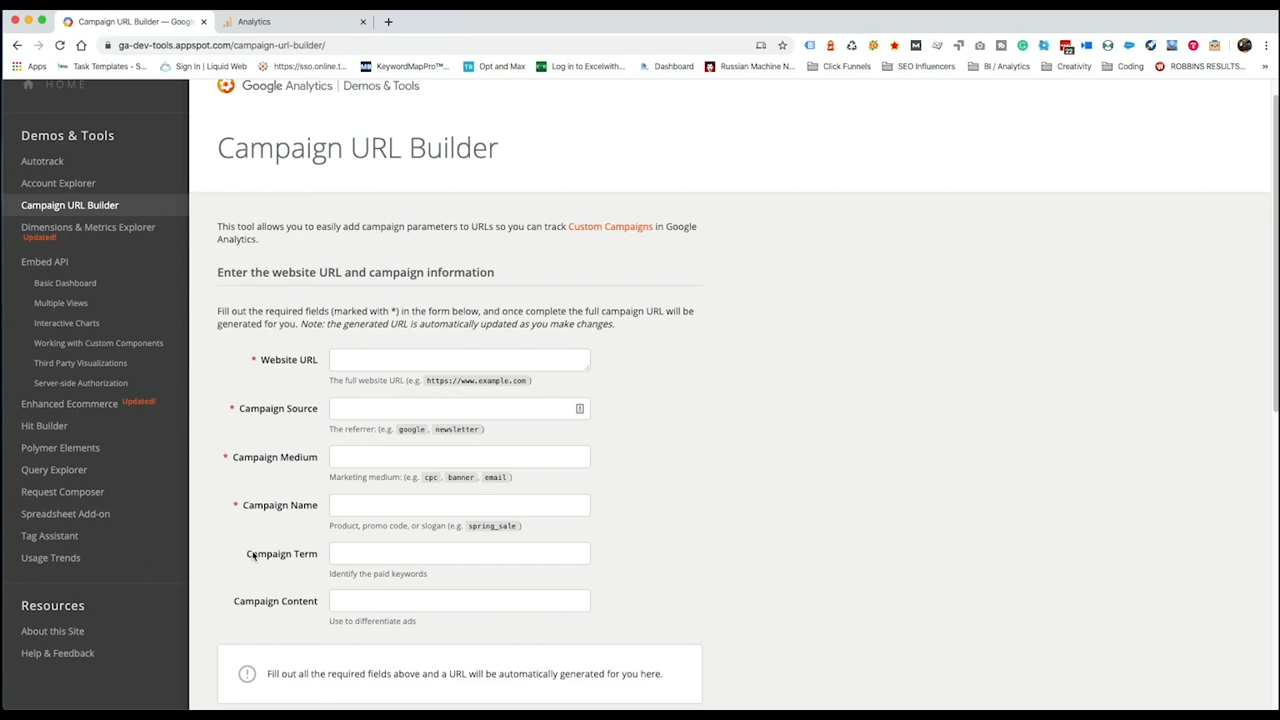 Campaign URL Builder — Goog
Analytics
ga-dev-tools.appspot.com/campaign-url-builder/
Apps
Task Templates - S...
Sign In | Liquid Web
https://sso.online.t...
KeywordMapPro™...
Opt and Max
Log in to Excelwith...
Dashboard
Russian Machine N...
Click Funnels
SEO Influencers
BI / Analytics
Creativity
Coding
ROBBINS RESULTS...
»
HOME
Demos & Tools
Autotrack
Account Explorer
Campaign URL Builder
Dimensions & Metrics Explorer
Updated!
Embed API
Basic Dashboard
Multiple Views
Interactive Charts
Working with Custom Components
Third Party Visualizations
Server-side Authorization
Enhanced Ecommerce Updated!
Hit Builder
Polymer Elements
Query Explorer
Request Composer
Spreadsheet Add-on
Tag Assistant
Usage Trends
Resources
About this Site
Help & Feedback
Google Analytics | Demos & Tools
Campaign URL Builder
This tool allows you to easily add campaign parameters to URLs so you can track Custom Campaigns in Google
Analytics.
Enter the website URL and campaign information
Fill out the required fields (marked with *) in the form below, and once complete the full campaign URL will be
generated for you. Note: the generated URL is automatically updated as you make changes.
* Website URL
The full website URL (e.g. https://www.example.com )
* Campaign Source
The referrer: (e.g. google , newsletter )
* Campaign Medium
Marketing medium: (e.g. cpc , banner , email )
* Campaign Name
Product, promo code, or slogan (e.g. spring_sale )
Campaign Term
Identify the paid keywords
Campaign Content
Use to differentiate ads
Fill out all the required fields above and a URL will be automatically generated for you here.